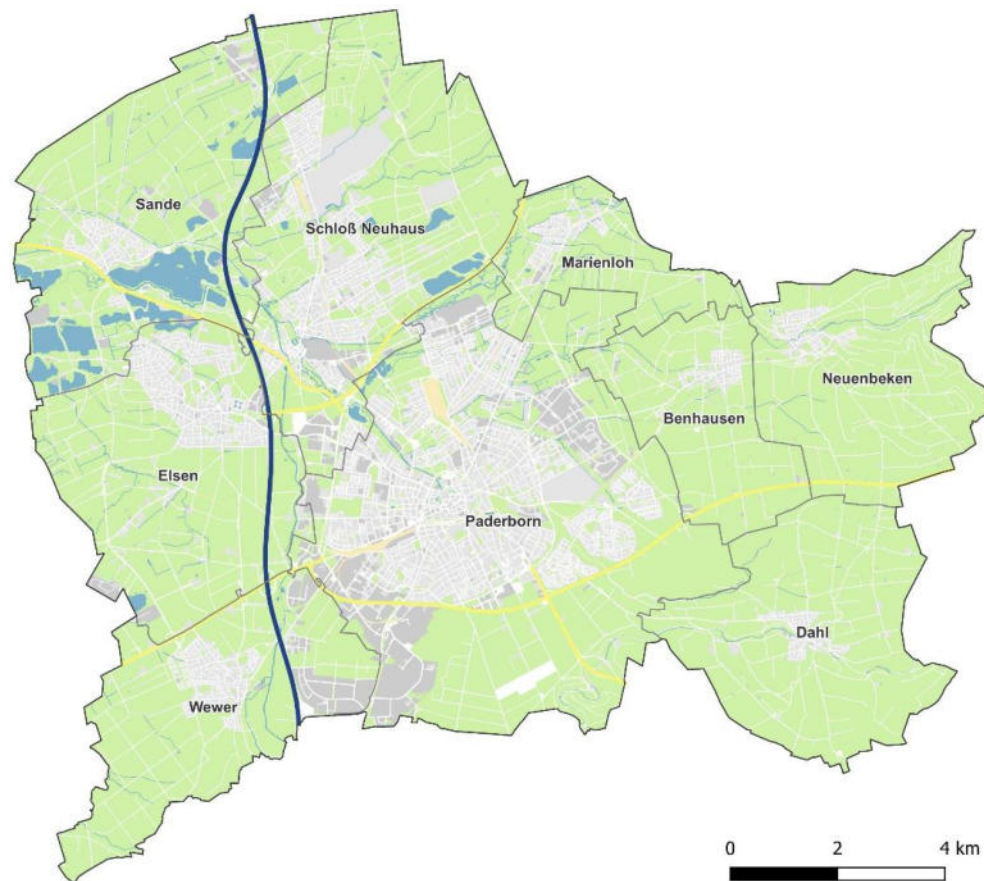 Sande
Schloß Neuhaus
Marienloh
Neuenbeken
Benhausen
Elsen
Paderborn
Dahl
Wewer
0 2 4 km